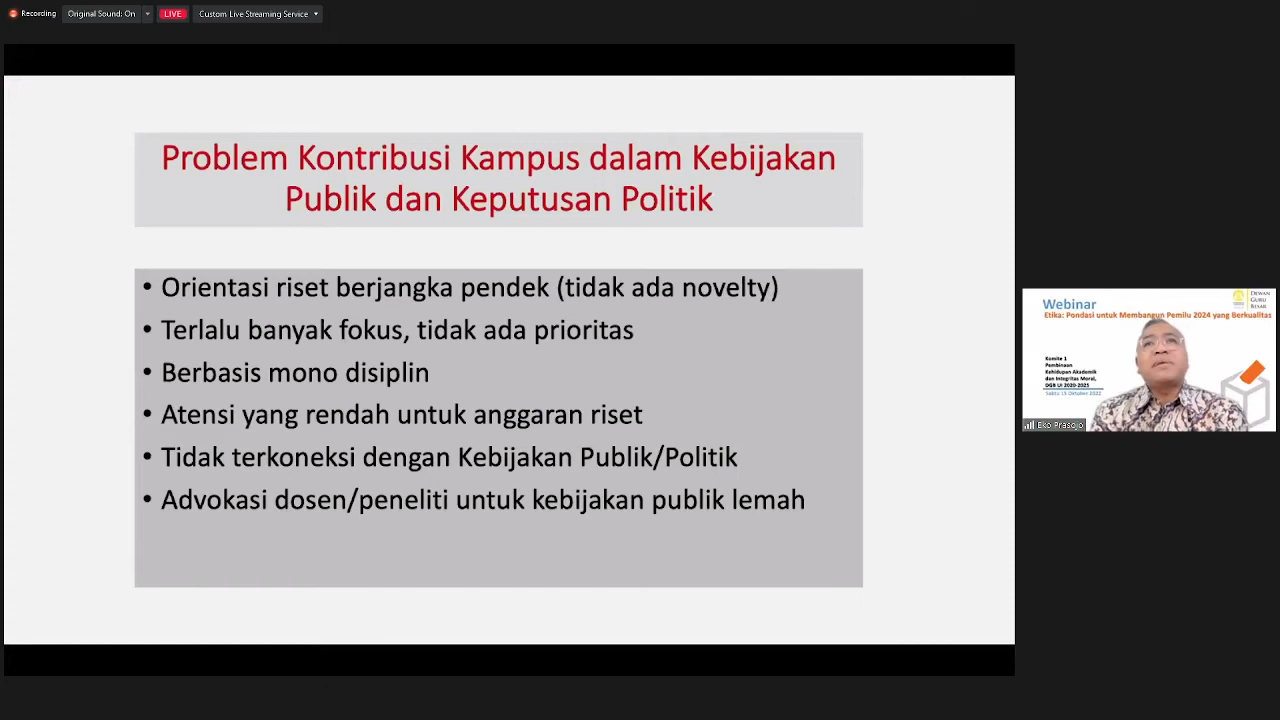 Recording
Original Sound: On
LIVE
Custom Live Streaming Service
Problem Kontribusi Kampus dalam Kebijakan
Publik dan Keputusan Politik
• Orientasi riset berjangka pendek (tidak ada novelty)
• Terlalu banyak fokus, tidak ada prioritas
• Berbasis mono disiplin
• Atensi yang rendah untuk anggaran riset
• Tidak terkoneksi dengan Kebijakan Publik/Politik
• Advokasi dosen/peneliti untuk kebijakan publik lemah
Webinar
Etika: Pondasi untuk Membangun Pemilu 2024 yang Berkualitas
DEWAN
GURU
BESAR
Komite 1
Pembinaan
Kehidupan Akademik
dan Integritas Moral,
DGB UI 2020-2025
Sabtu 15 Oktober 2022
Eko Prasojo